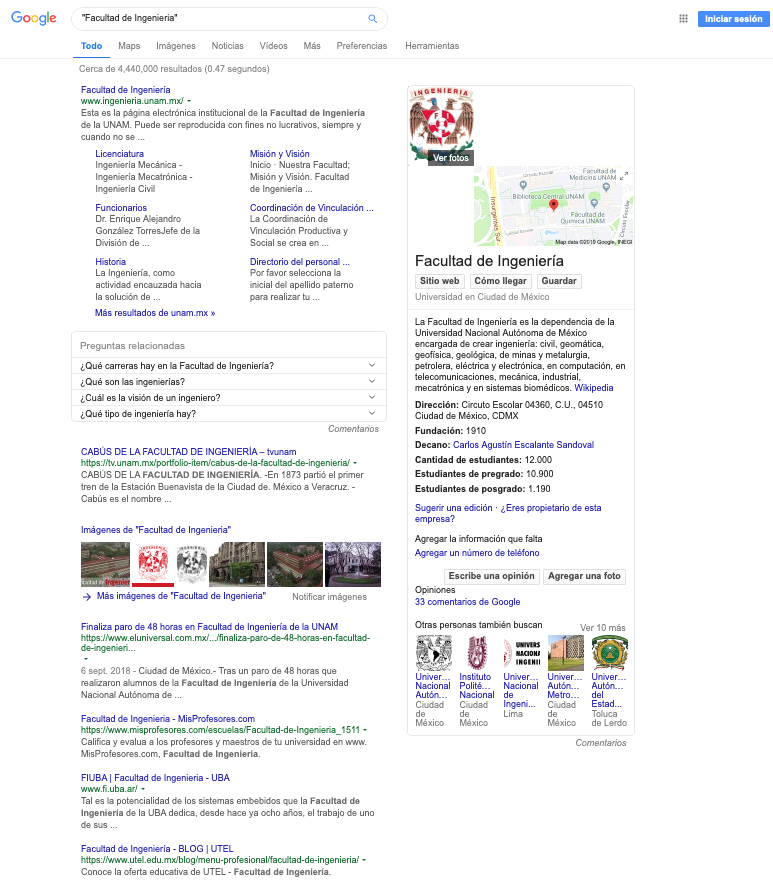 Google
"Facultad de Ingenieria"
Iniciar sesión
Todo Maps Imágenes Noticias Vídeos Más Preferencias Herramientas
Cerca de 4,440,000 resultados (0.47 segundos)
Facultad de Ingeniería
www.ingenieria.unam.mx/
Esta es la página electrónica institucional de la Facultad de Ingeniería
de la UNAM. Puede ser reproducida con fines no lucrativos, siempre y
cuando no se ...
Licenciatura
Ingeniería Mecánica -
Ingeniería Mecatrónica -
Ingeniería Civil
Misión y Visión
Inicio · Nuestra Facultad;
Misión y Visión. Facultad
de Ingeniería ...
Funcionarios
Dr. Enrique Alejandro
González TorresJefe de la
División de ...
Coordinación de Vinculación ...
La Coordinación de
Vinculación Productiva y
Social se crea en ...
Historia
La Ingeniería, como
actividad encauzada hacia
la solución de ...
Directorio del personal ...
Por favor selecciona la
inicial del apellido paterno
para realizar tu ...
Más resultados de unam.mx »
Preguntas relacionadas
¿Qué carreras hay en la Facultad de Ingeniería?
¿Qué son las ingenierías?
¿Cuál es la visión de un ingeniero?
¿Qué tipo de ingeniería hay?
Comentarios
CABÚS DE LA FACULTAD DE INGENIERÍA – tvunam
https://tv.unam.mx/portfolio-item/cabus-de-la-facultad-de-ingenieria/
CABÚS DE LA FACULTAD DE INGENIERÍA. -En 1873 partió el primer
tren de la Estación Buenavista de la Ciudad de. México a Veracruz. -
Cabús es el nombre ...
Imágenes de "Facultad de Ingenieria"
Más imágenes de "Facultad de Ingenieria"
Notificar imágenes
Finaliza paro de 48 horas en Facultad de Ingeniería de la UNAM
https://www.eluniversal.com.mx/.../finaliza-paro-de-48-horas-en-facultad-
de-ingenieri...
6 sept. 2018 - Ciudad de México.- Tras un paro de 48 horas que
realizaron alumnos de la Facultad de Ingeniería de la Universidad
Nacional Autónoma de ...
Facultad de Ingenieria - MisProfesores.com
https://www.misprofesores.com/escuelas/Facultad-de-Ingenieria_1511
Califica y evalua a los profesores y maestros de tu universidad en www.
MisProfesores.com, Facultad de Ingenieria.
FIUBA | Facultad de Ingenieria - UBA
www.fi.uba.ar/
Tal es la potencialidad de los sistemas embebidos que la Facultad de
Ingeniería de la UBA dedica, desde hace ya ocho años, el trabajo de uno
de sus ...
Facultad de Ingenieria - BLOG | UTEL
https://www.utel.edu.mx/blog/menu-profesional/facultad-de-ingenieria/
Conoce la oferta educativa de UTEL - Facultad de Ingeniería.
INGENIERIA
Ver fotos
Circuito Escolar
Facultad de
Medicina UNAM
Biblioteca Central UNAM
Insurgentes Sur
Facultad de
Química UNAM
Circuito Escolar
Map data ©2019 Google, INEGI
Facultad de Ingeniería
Sitio web
Cómo llegar
Guardar
Universidad en Ciudad de México
La Facultad de Ingeniería es la dependencia de la
Universidad Nacional Autónoma de México
encargada de crear ingeniería: civil, geomática,
geofísica, geológica, de minas y metalurgia,
petrolera, eléctrica y electrónica, en computación, en
telecomunicaciones, mecánica, industrial,
mecatrónica y en sistemas biomédicos. Wikipedia
Dirección: Circuto Escolar 04360, C.U., 04510
Ciudad de México, CDMX
Fundación: 1910
Decano: Carlos Agustín Escalante Sandoval
Cantidad de estudiantes: 12.000
Estudiantes de pregrado: 10.900
Estudiantes de posgrado: 1.190
Sugerir una edición · ¿Eres propietario de esta
empresa?
Agregar la información que falta
Agregar un número de teléfono
Escribe una opinión
Agregar una foto
Opiniones
33 comentarios de Google
Otras personas también buscan
Ver 10 más
Univer...
Nacional
Autón...
Ciudad
de
México
Instituto
Polité...
Nacional
Ciudad
de
México
Univer...
Nacional
de
Ingeni...
Lima
Univer...
Autón...
Metro...
Ciudad
de
México
Univer...
Autón...
del
Estad...
Toluca
de Lerdo
Comentarios